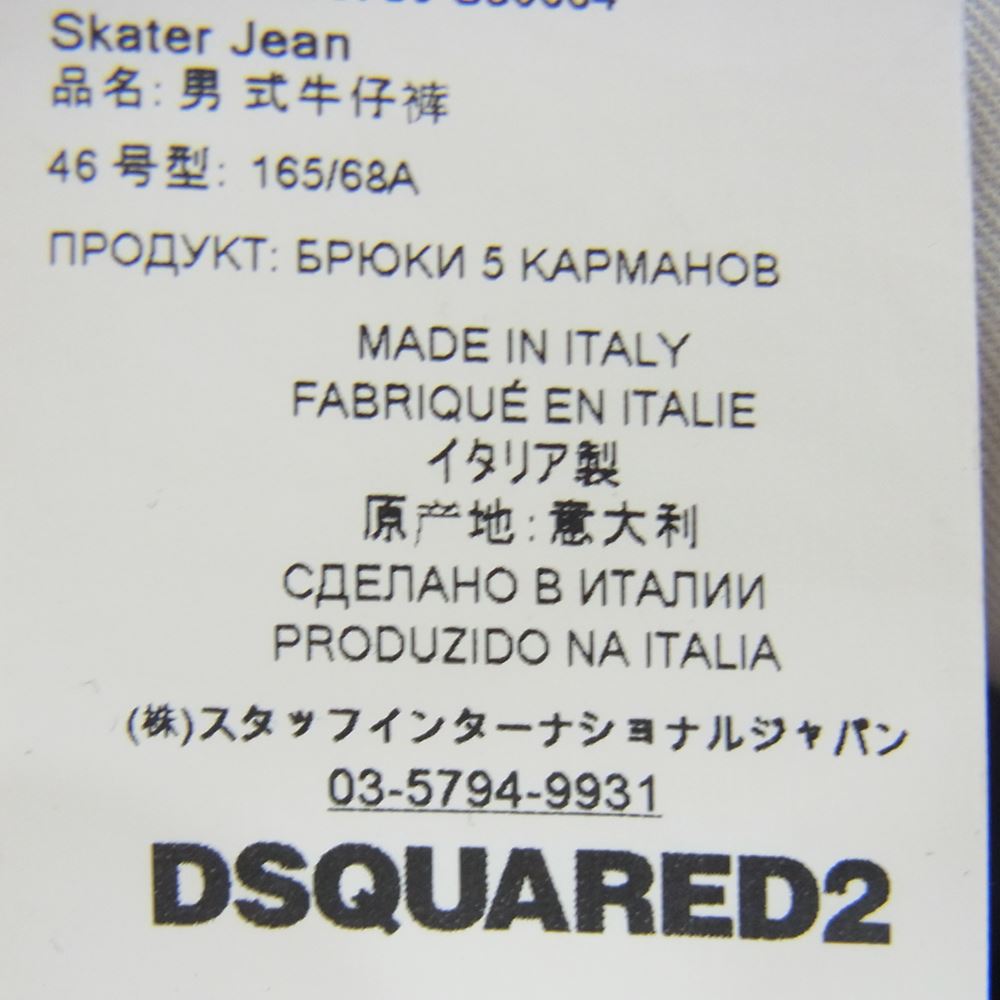 Skater Jean
品名: 男 式牛仔裤
46 号型: 165/68A
ПРОДУКТ: БРЮКИ 5 КАРМАНОВ
MADE IN ITALY
FABRIQUÉ EN ITALIE
イタリア製
原产地: 意大利
СДЕЛАНО В ИТАЛИИ
PRODUZIDO NA ITALIA
(株)スタッフインターナショナルジャパン
03-5794-9931
DSQUARED2